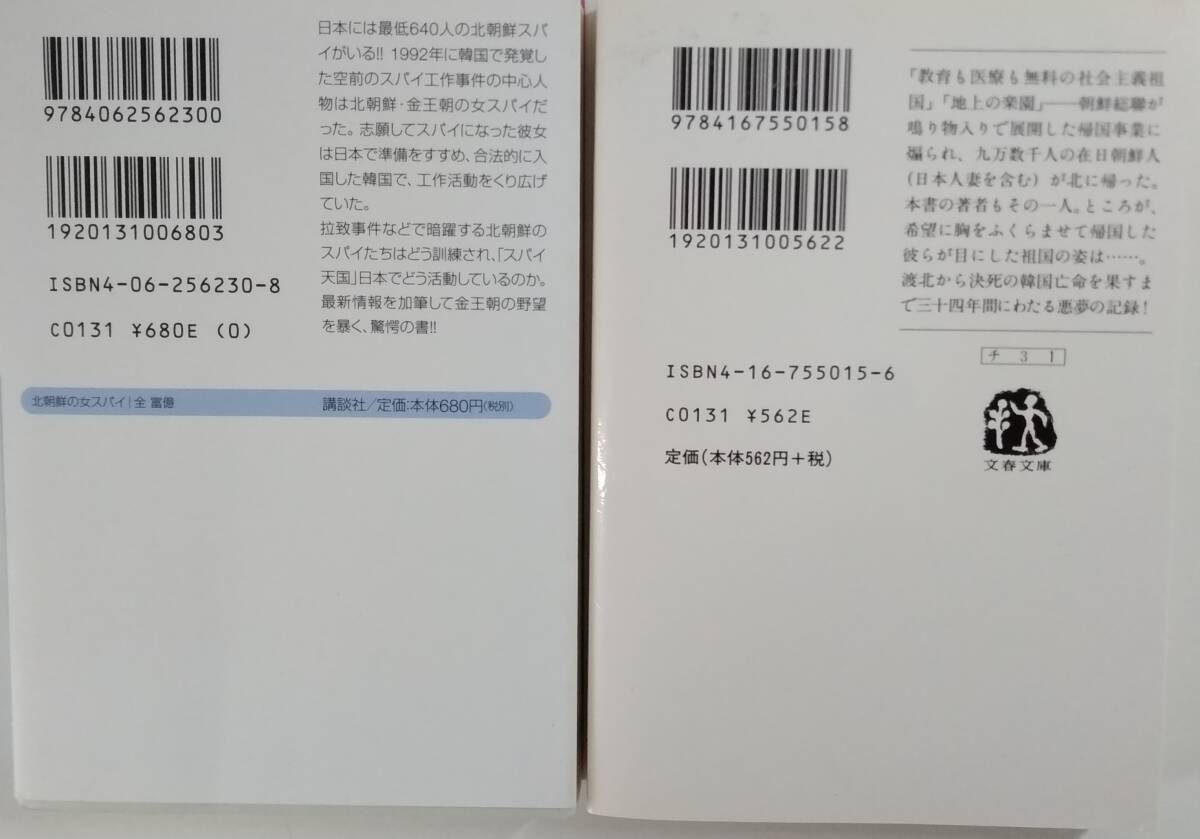 9784062562300
1920131006803
ISBN4-06-256230-8
C0131 ¥680E (0)
日本には最低640人の北朝鮮スパ
イがいる!! 1992年に韓国で発覚し
た空前のスパイ工作事件の中心人
物は北朝鮮・金王朝の女スパイだ
った。志願してスパイになった彼女
は日本で準備をすすめ、合法的に入
国した韓国で、工作活動をくり広げ
ていた。
拉致事件などで暗躍する北朝鮮の
スパイたちはどう訓練され、「スパイ
天国」日本でどう活動しているのか。
最新情報を加筆して金王朝の野望
を暴く、驚愕の書!!
北朝鮮の女スパイ|全 富億
講談社/定価:本体680円(税別)
9784167550158
1920131005622
「教育も医療も無料の社会主義祖
国」「地上の楽園」――朝鮮総聯が
鳴り物入りで展開した帰国事業に
煽られ、九万数千人の在日朝鮮人
(日本人妻を含む)が北に帰った。
本書の著者もその一人。ところが、
希望に胸をふくらませて帰国した
彼らが目にした祖国の姿は……。
渡北から決死の韓国亡命を果すま
で三十四年間にわたる悪夢の記録!
チ 3 1
文春文庫
ISBN4-16-755015-6
C0131 ¥562E
定価(本体562円+税)